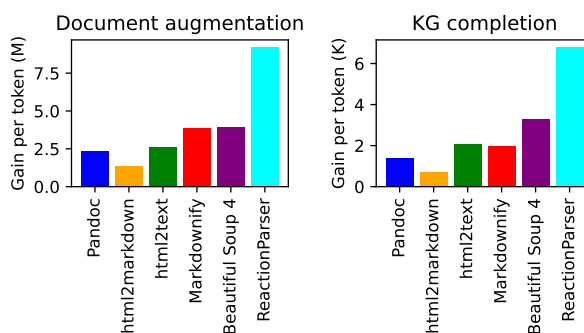 Document augmentation
Gain per token (M)
7.5
5.0
2.5
0.0
Pandoc
html2markdown
html2text
Markdownify
Beautiful Soup 4
ReactionParser
KG completion
Gain per token (K)
6
4
2
0
Pandoc
html2markdown
html2text
Markdownify
Beautiful Soup 4
ReactionParser